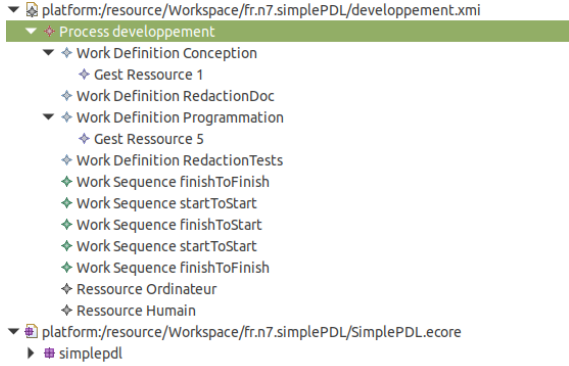 platform:/resource/Workspace/fr.n7.simplePDL/developpement.xmi
Process developpement
Work Definition Conception
Gest Ressource 1
Work Definition RedactionDoc
Work Definition Programmation
Gest Ressource 5
Work Definition RedactionTests
Work Sequence finishToFinish
Work Sequence startToStart
Work Sequence finishToStart
Work Sequence startToStart
Work Sequence finishToFinish
Ressource Ordinateur
Ressource Humain
platform:/resource/Workspace/fr.n7.simplePDL/SimplePDL.ecore
simplepdl